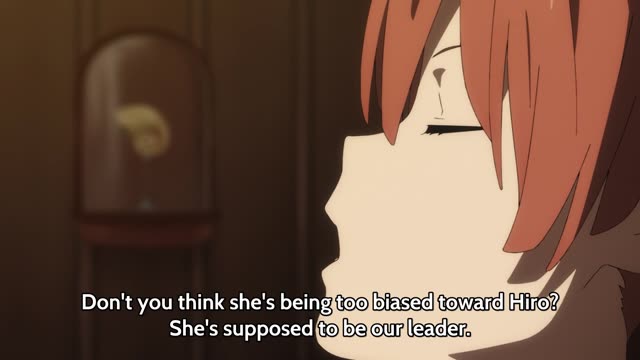 Don't you think she's being too biased toward Hiro?
She's supposed to be our leader.